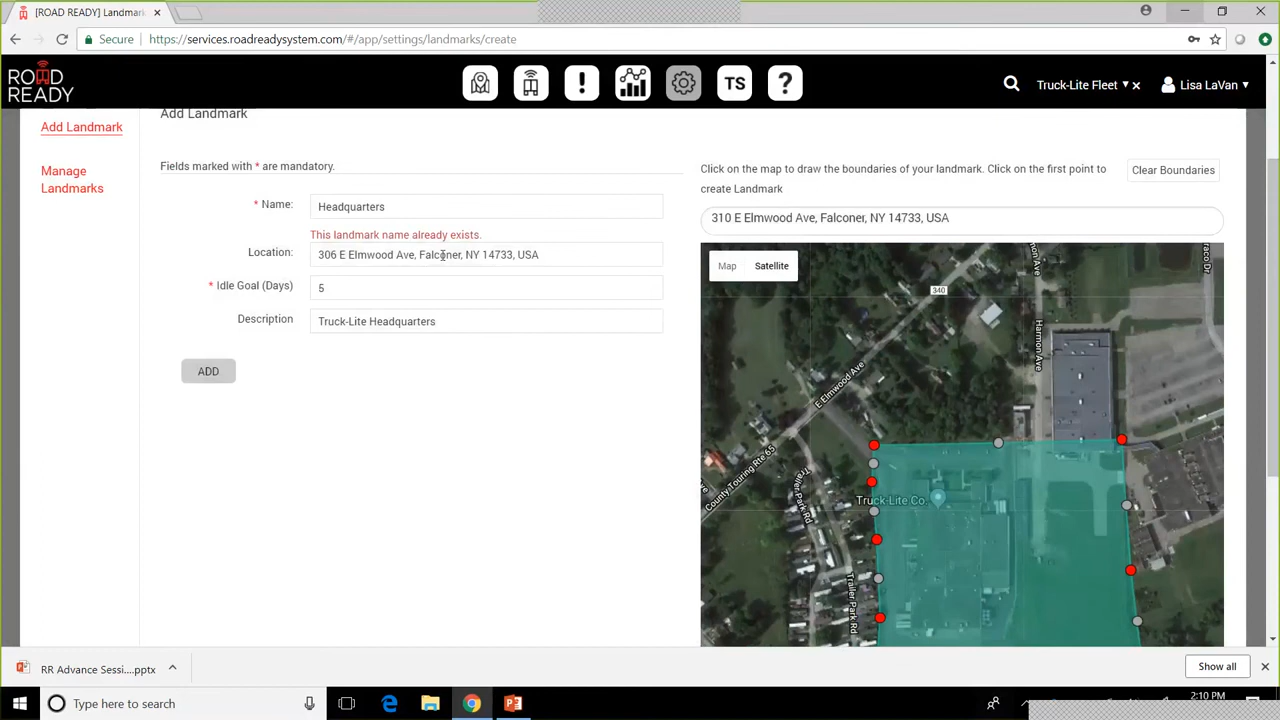 [ROAD READY] Landmark
Secure
https://services.roadreadysystem.com/#/app/settings/landmarks/create
ROAD
READY
!
TS
?
Truck-Lite Fleet
Lisa LaVan
Add Landmark
Manage
Landmarks
Add Landmark
Fields marked with * are mandatory.
* Name:
Headquarters
This landmark name already exists.
Location:
306 E Elmwood Ave, Falconer, NY 14733, USA
* Idle Goal (Days)
5
Description
Truck-Lite Headquarters
ADD
Click on the map to draw the boundaries of your landmark. Click on the first point to
create Landmark
Clear Boundaries
310 E Elmwood Ave, Falconer, NY 14733, USA
Map
Satellite
340
Harmon Ave
E Elmwood Ave
County Touring Rte 65
Trailer Park Rd
Truck-Lite Co.
Trailer Park Rd
RR Advance Sessi....pptx
Show all
Type here to search
2:10 PM